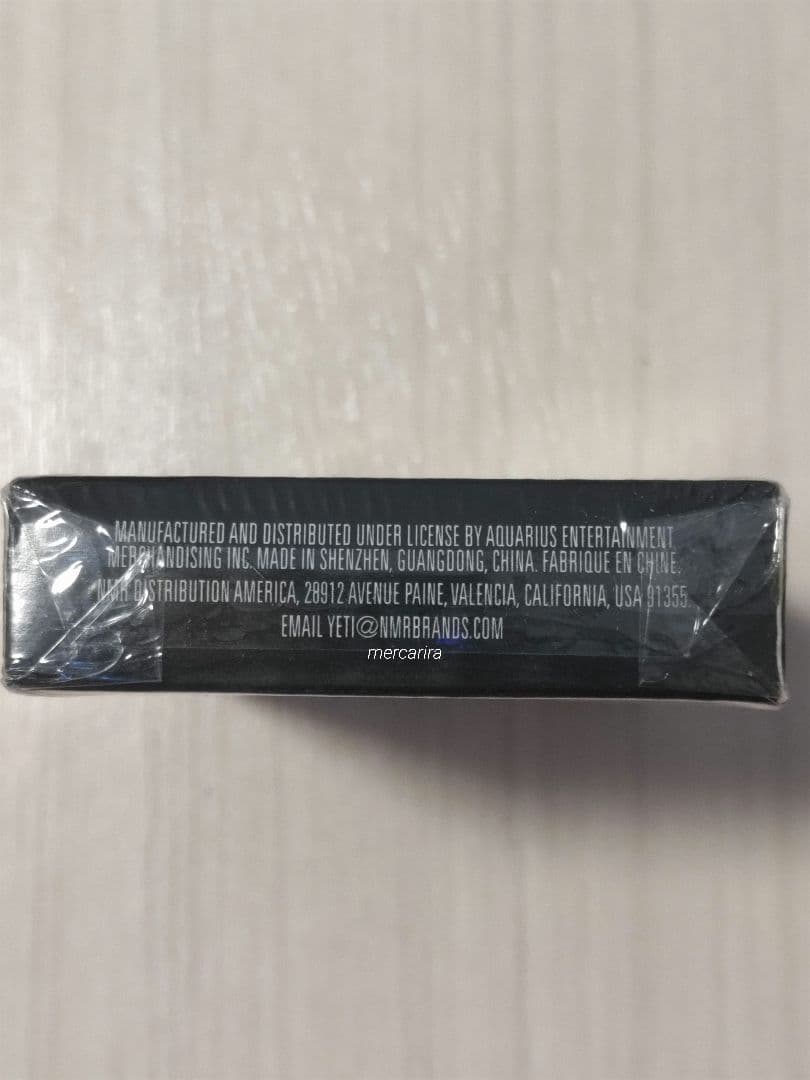 MANUFACTURED AND DISTRIBUTED UNDER LICENSE BY AQUARIUS ENTERTAINMENT
MERCHANDISING INC. MADE IN SHENZHEN, GUANGDONG, CHINA. FABRIQUE EN CHINE.
NMR DISTRIBUTION AMERICA, 28912 AVENUE PAINE, VALENCIA, CALIFORNIA, USA 91355.
EMAIL YETI@NMRBRANDS.COM
mercarira